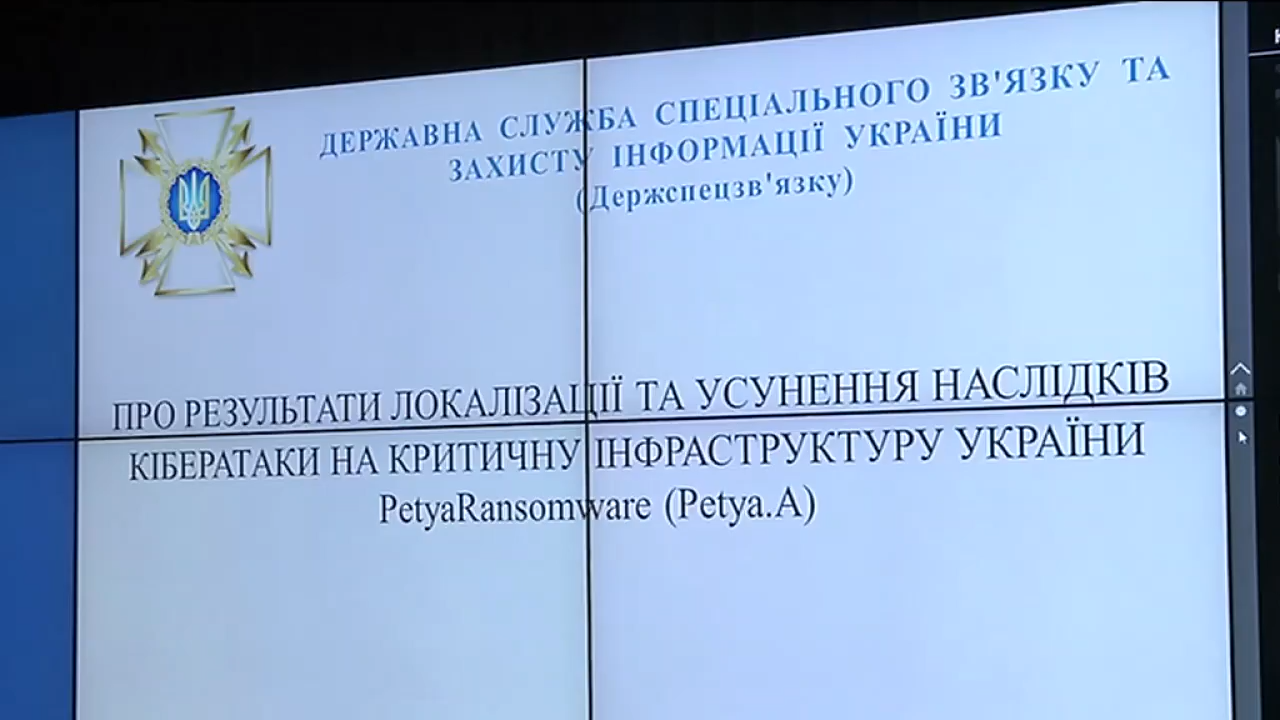 ДЕРЖАВНА СЛУЖБА СПЕЦІАЛЬНОГО ЗВ'ЯЗКУ ТА
ЗАХИСТУ ІНФОРМАЦІЇ УКРАЇНИ
(Держспецзв'язку)
ПРО РЕЗУЛЬТАТИ ЛОКАЛІЗАЦІЇ ТА УСУНЕННЯ НАСЛІДКІВ
КІБЕРАТАКИ НА КРИТИЧНУ ІНФРАСТРУКТУРУ УКРАЇНИ
PetyaRansomware (Petya.A)